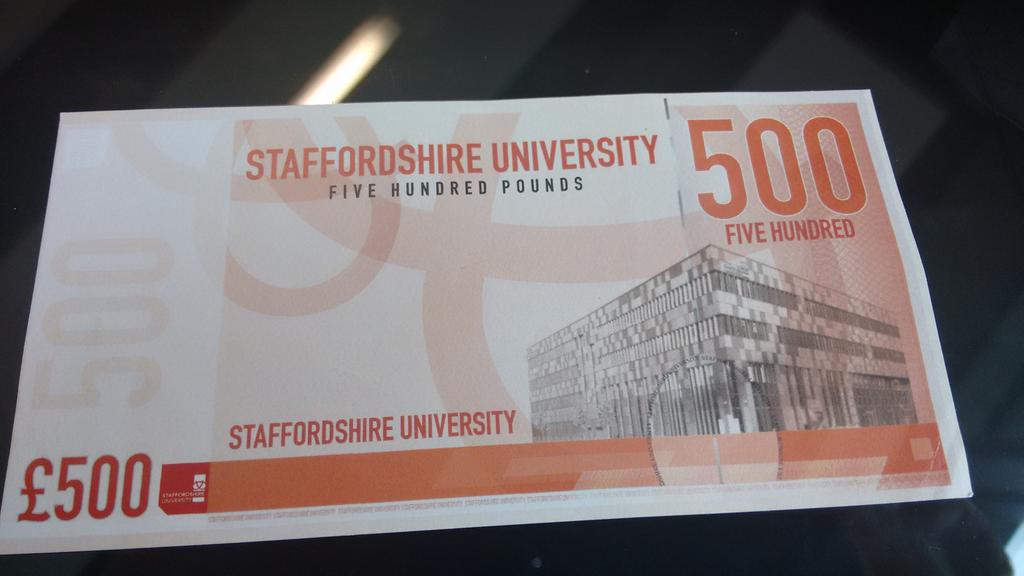 STAFFORDSHIRE UNIVERSITY
FIVE HUNDRED POUNDS
500
FIVE HUNDRED
500
STAFFORDSHIRE UNIVERSITY
£500
STAFFORDSHIRE
UNIVERSITY